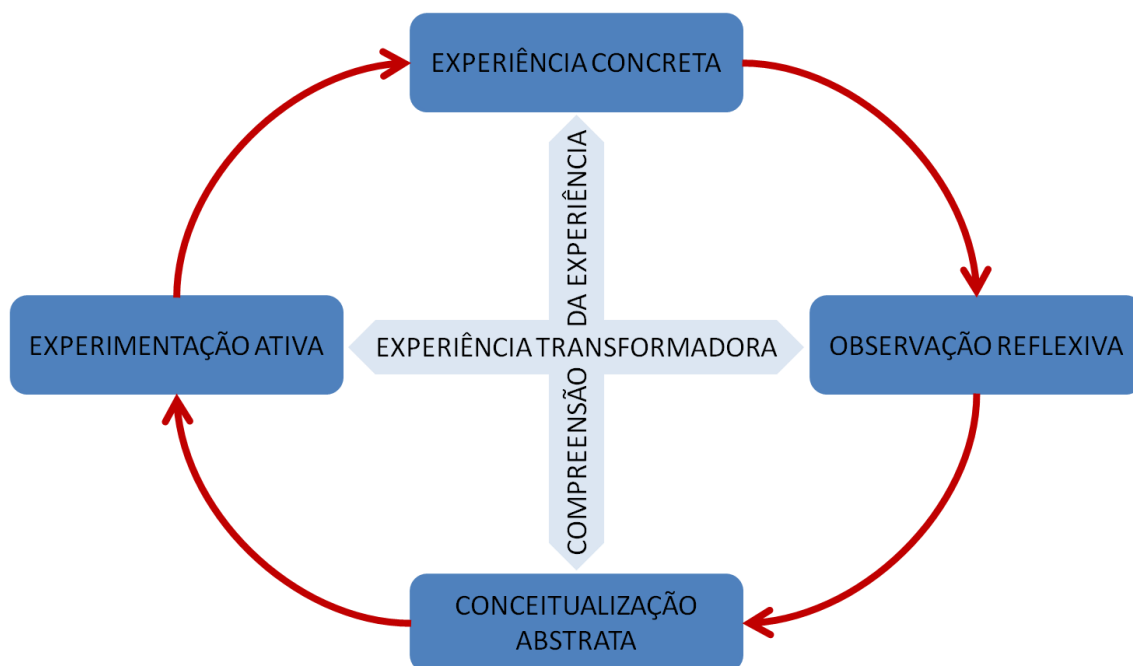 EXPERIÊNCIA CONCRETA
EXPERIMENTAÇÃO ATIVA
EXPERIÊNCIA TRANSFORMADORA
COMPREENSÃO DA EXPERIÊNCIA
OBSERVAÇÃO REFLEXIVA
CONCEITUALIZAÇÃO
ABSTRATA